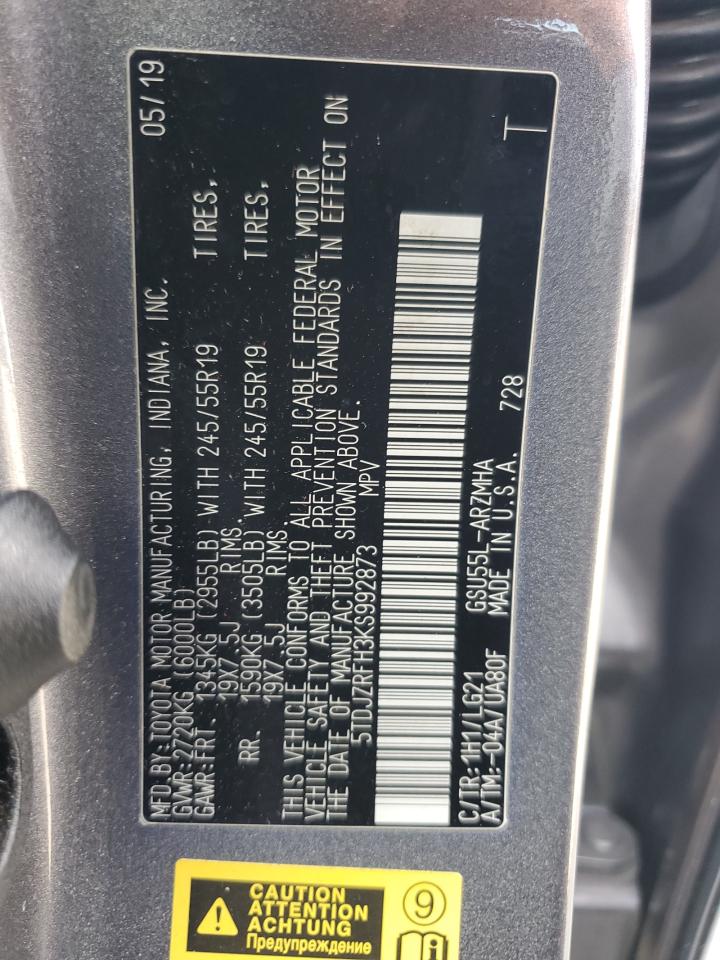 MFD. BY: TOYOTA MOTOR MANUFACTURING, INDIANA, INC. 05/19
GVWR: 2720KG (6000LB)
GAWR: FRT. 1345KG (2955LB) WITH 245/55R19 TIRES,
19X7.5J RIMS.
RR. 1590KG (3505LB) WITH 245/55R19 TIRES,
19X7.5J RIMS
THIS VEHICLE CONFORMS TO ALL APPLICABLE FEDERAL MOTOR
VEHICLE SAFETY AND THEFT PREVENTION STANDARDS IN EFFECT ON
THE DATE OF MANUFACTURE SHOWN ABOVE.
5TDJZRFH3KS992873 MPV
C/TR: 1H1/LG21 GSU55L-ARZMHA
A/TM: -04A/UA80F MADE IN U.S.A. 728 T
CAUTION
ATTENTION
ACHTUNG
Предупреждение
9
i